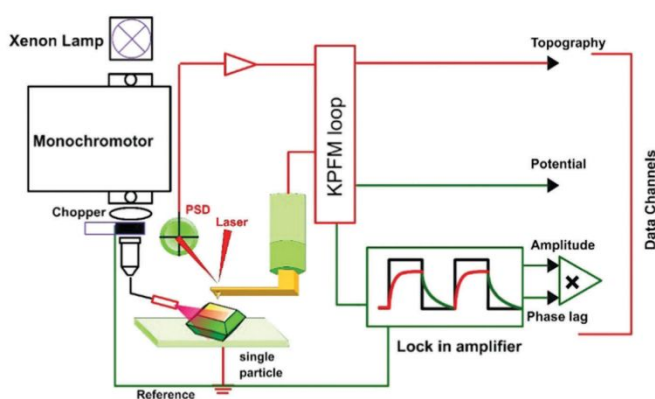 Xenon Lamp
Monochromotor
Chopper
PSD
Laser
KPFM loop
Topography
Potential
Amplitude
Phase lag
Data Channels
Lock in amplifier
single
particle
Reference